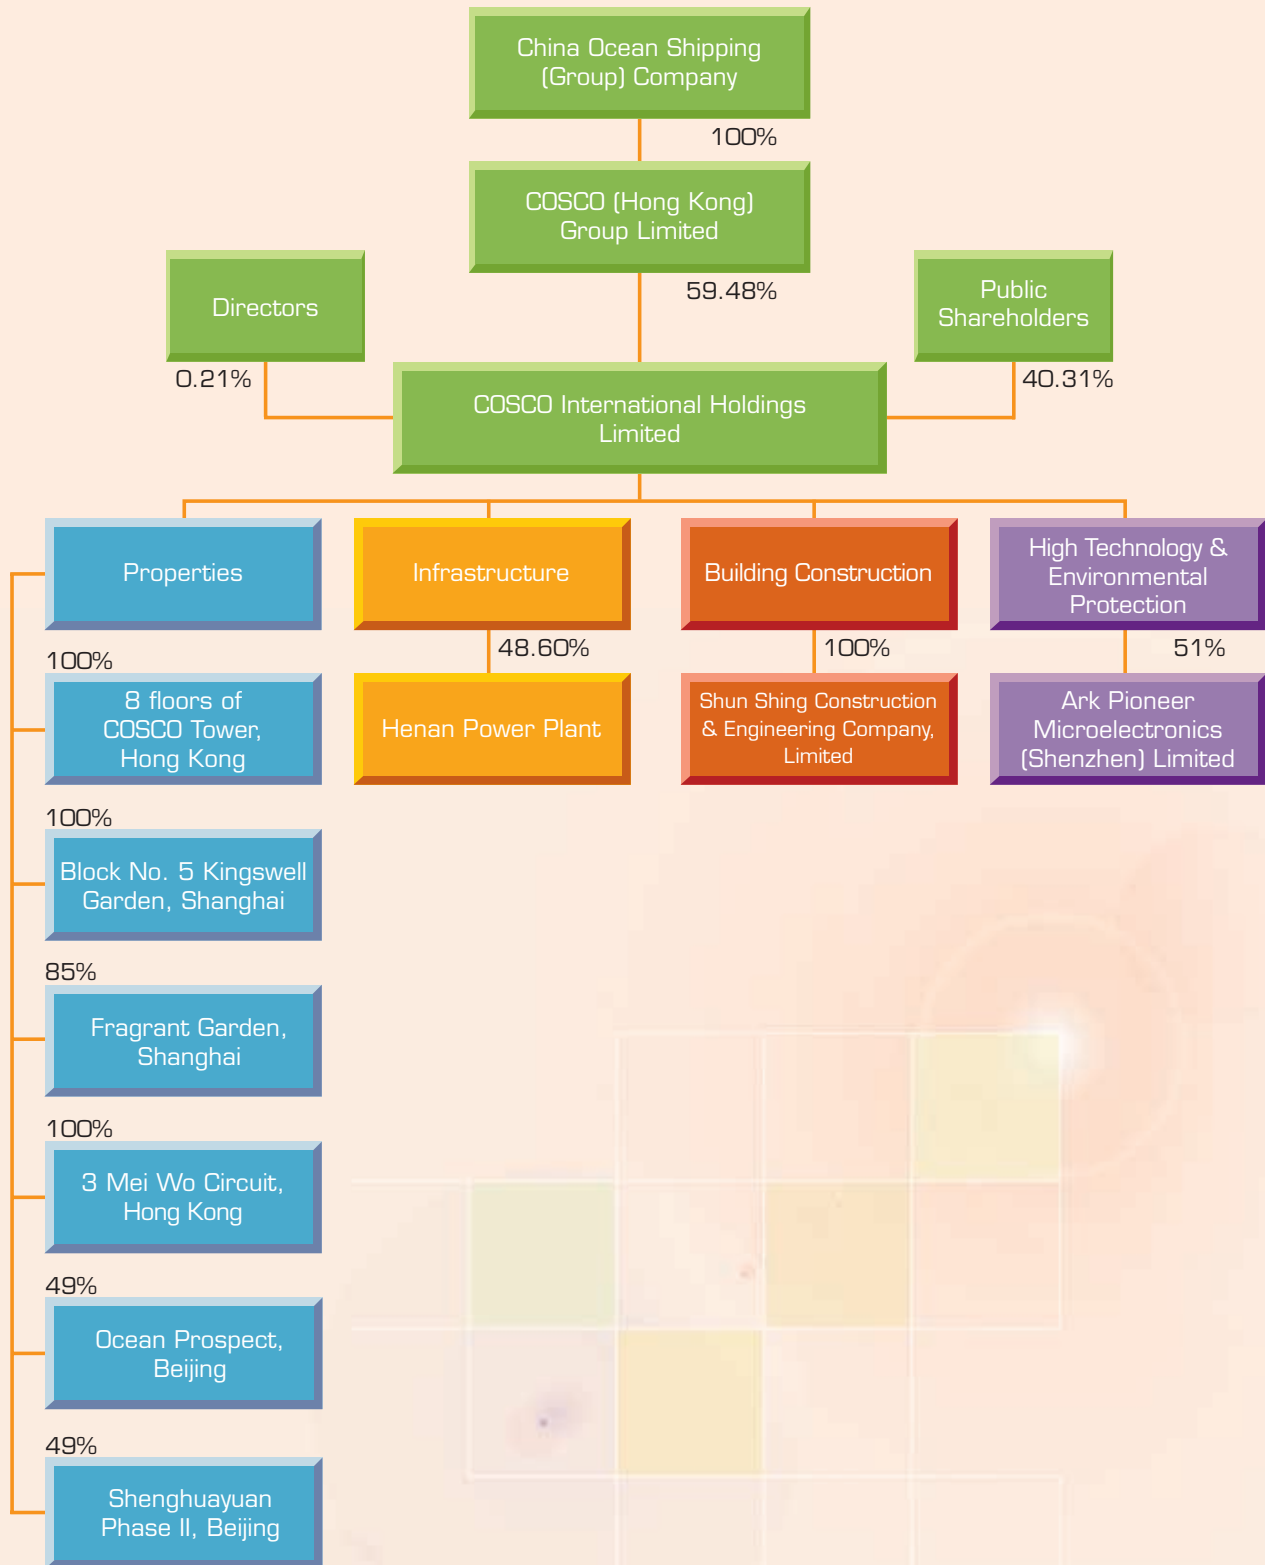 China Ocean Shipping
(Group) Company
100%
COSCO (Hong Kong)
Group Limited
59.48%
Directors
0.21%
Public
Shareholders
40.31%
COSCO International Holdings
Limited
Properties
Infrastructure
Building Construction
High Technology &
Environmental
Protection
100%
8 floors of
COSCO Tower,
Hong Kong
48.60%
Henan Power Plant
100%
Shun Shing Construction
& Engineering Company,
Limited
51%
Ark Pioneer
Microelectronics
(Shenzhen) Limited
100%
Block No. 5 Kingswell
Garden, Shanghai
85%
Fragrant Garden,
Shanghai
100%
3 Mei Wo Circuit,
Hong Kong
49%
Ocean Prospect,
Beijing
49%
Shenghuayuan
Phase II, Beijing